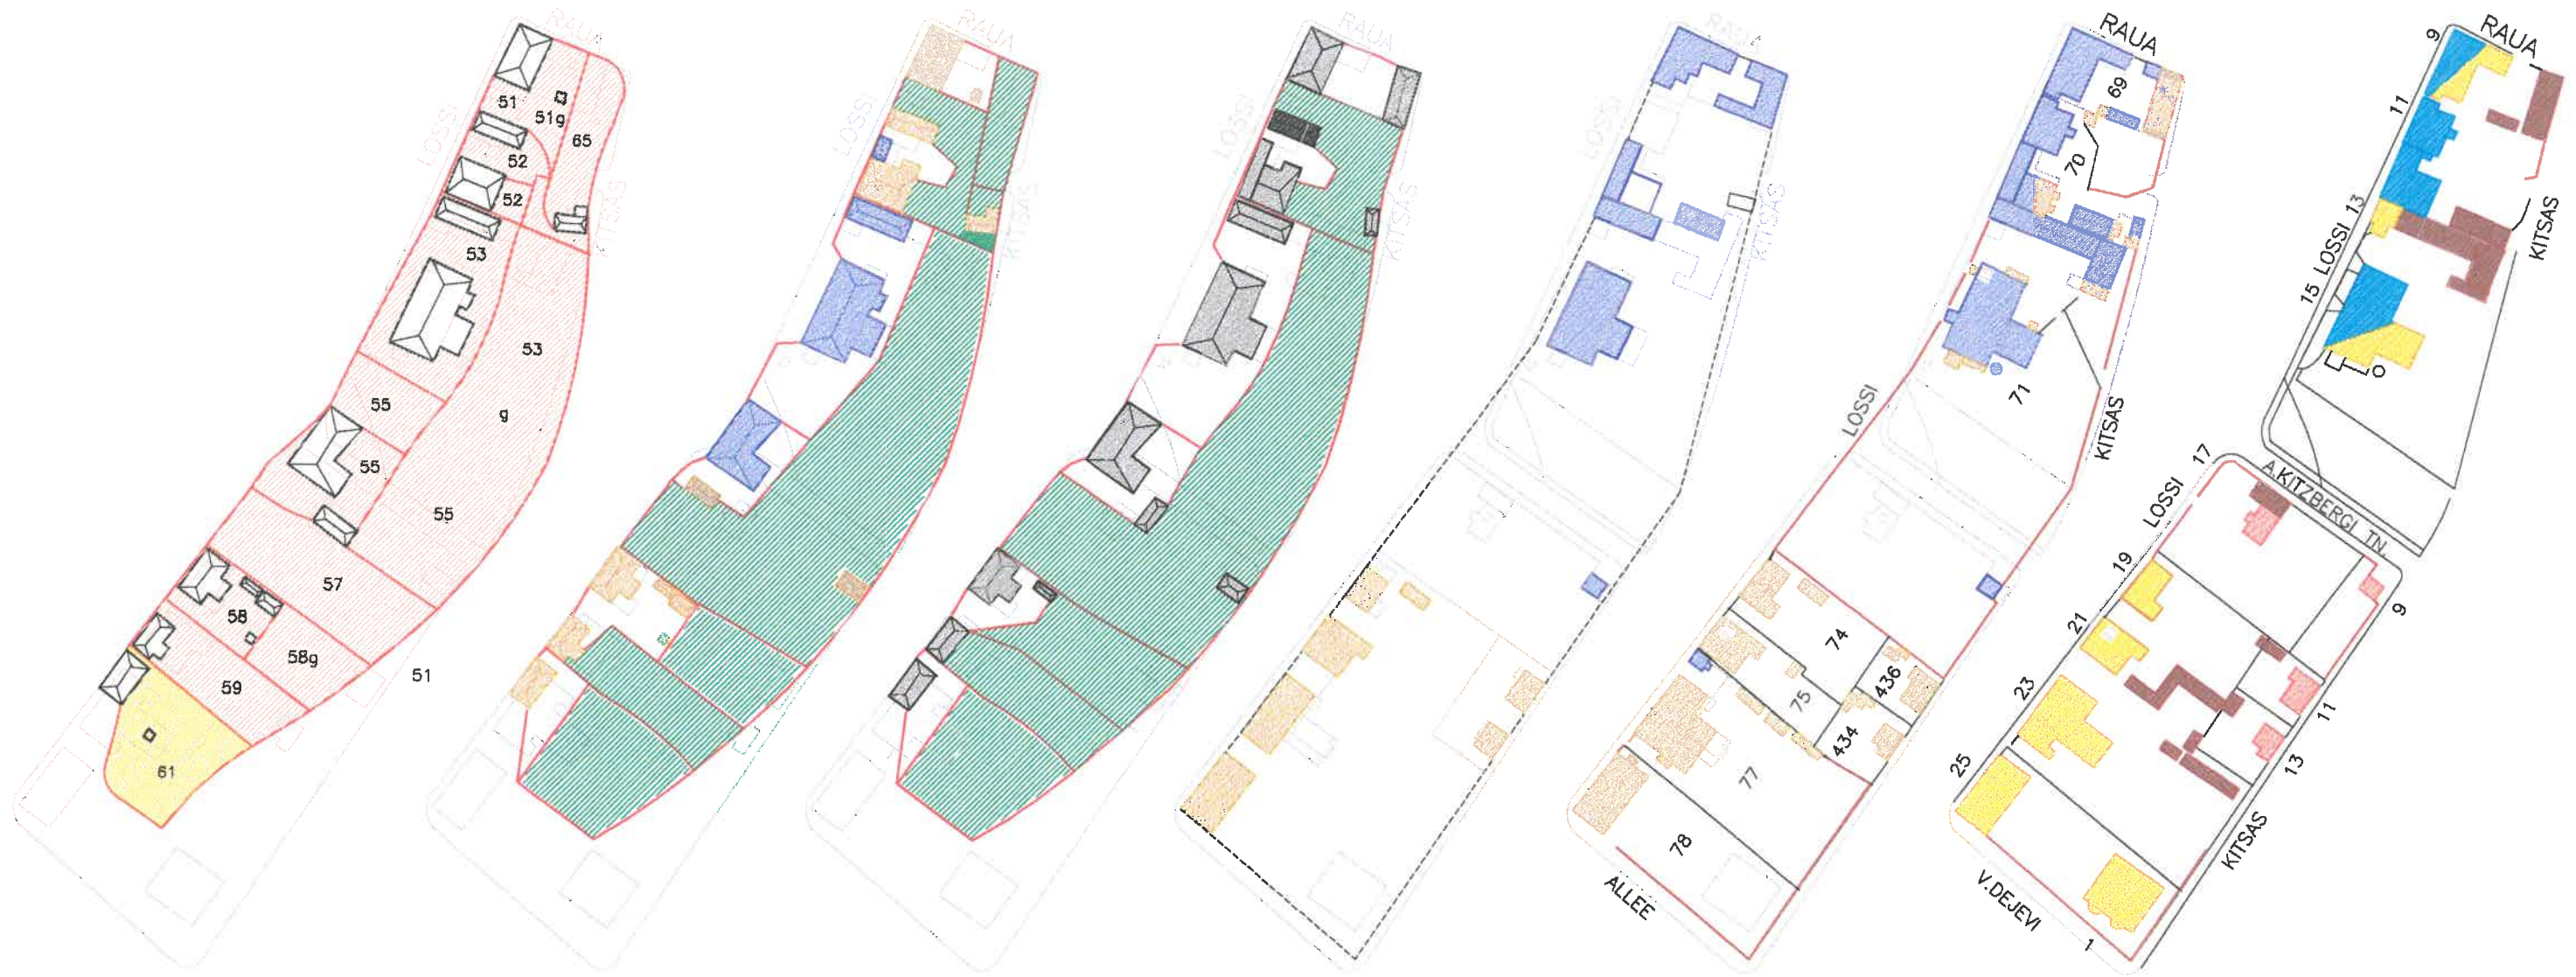 RAUA
LOSSI
KITSAS
51
51g
65
52
52
53
53
g
55
55
55
57
58
58g
59
51
61
RAUA
LOSSI
KITSAS
RAUA
LOSSI
KITSAS
RAUA
LOSSI
KITSAS
RAUA
69
70
71
LOSSI
KITSAS
74
436
75
434
77
78
ALLEE
RAUA
9
11
13
LOSSI
15
KITSAS
17
A.KITZBERGI TN.
LOSSI
19
9
21
23
11
25
13
KITSAS
V.DEJEVI
1